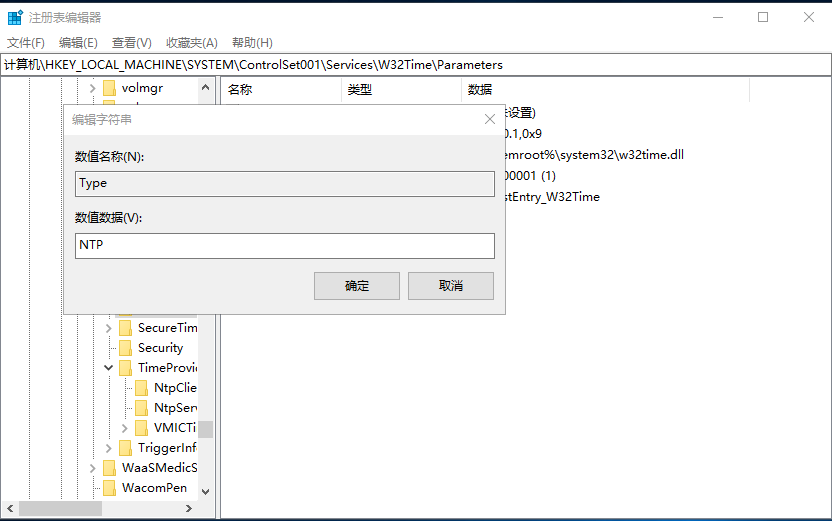 注册表编辑器
文件(F) 编辑(E) 查看(V) 收藏夹(A) 帮助(H)
计算机\HKEY_LOCAL_MACHINE\SYSTEM\ControlSet001\Services\W32Time\Parameters
volmgr
名称 类型 数据
编辑字符串
数值名称(N):
Type
数值数据(V):
NTP
确定 取消
设置)
0.1,0x9
emroot%\system32\w32time.dll
00001 (1)
stEntry_W32Time
SecureTim
Security
TimeProvi
NtpClie
NtpServ
VMICTi
TriggerInf
WaaSMedicS
WacomPen